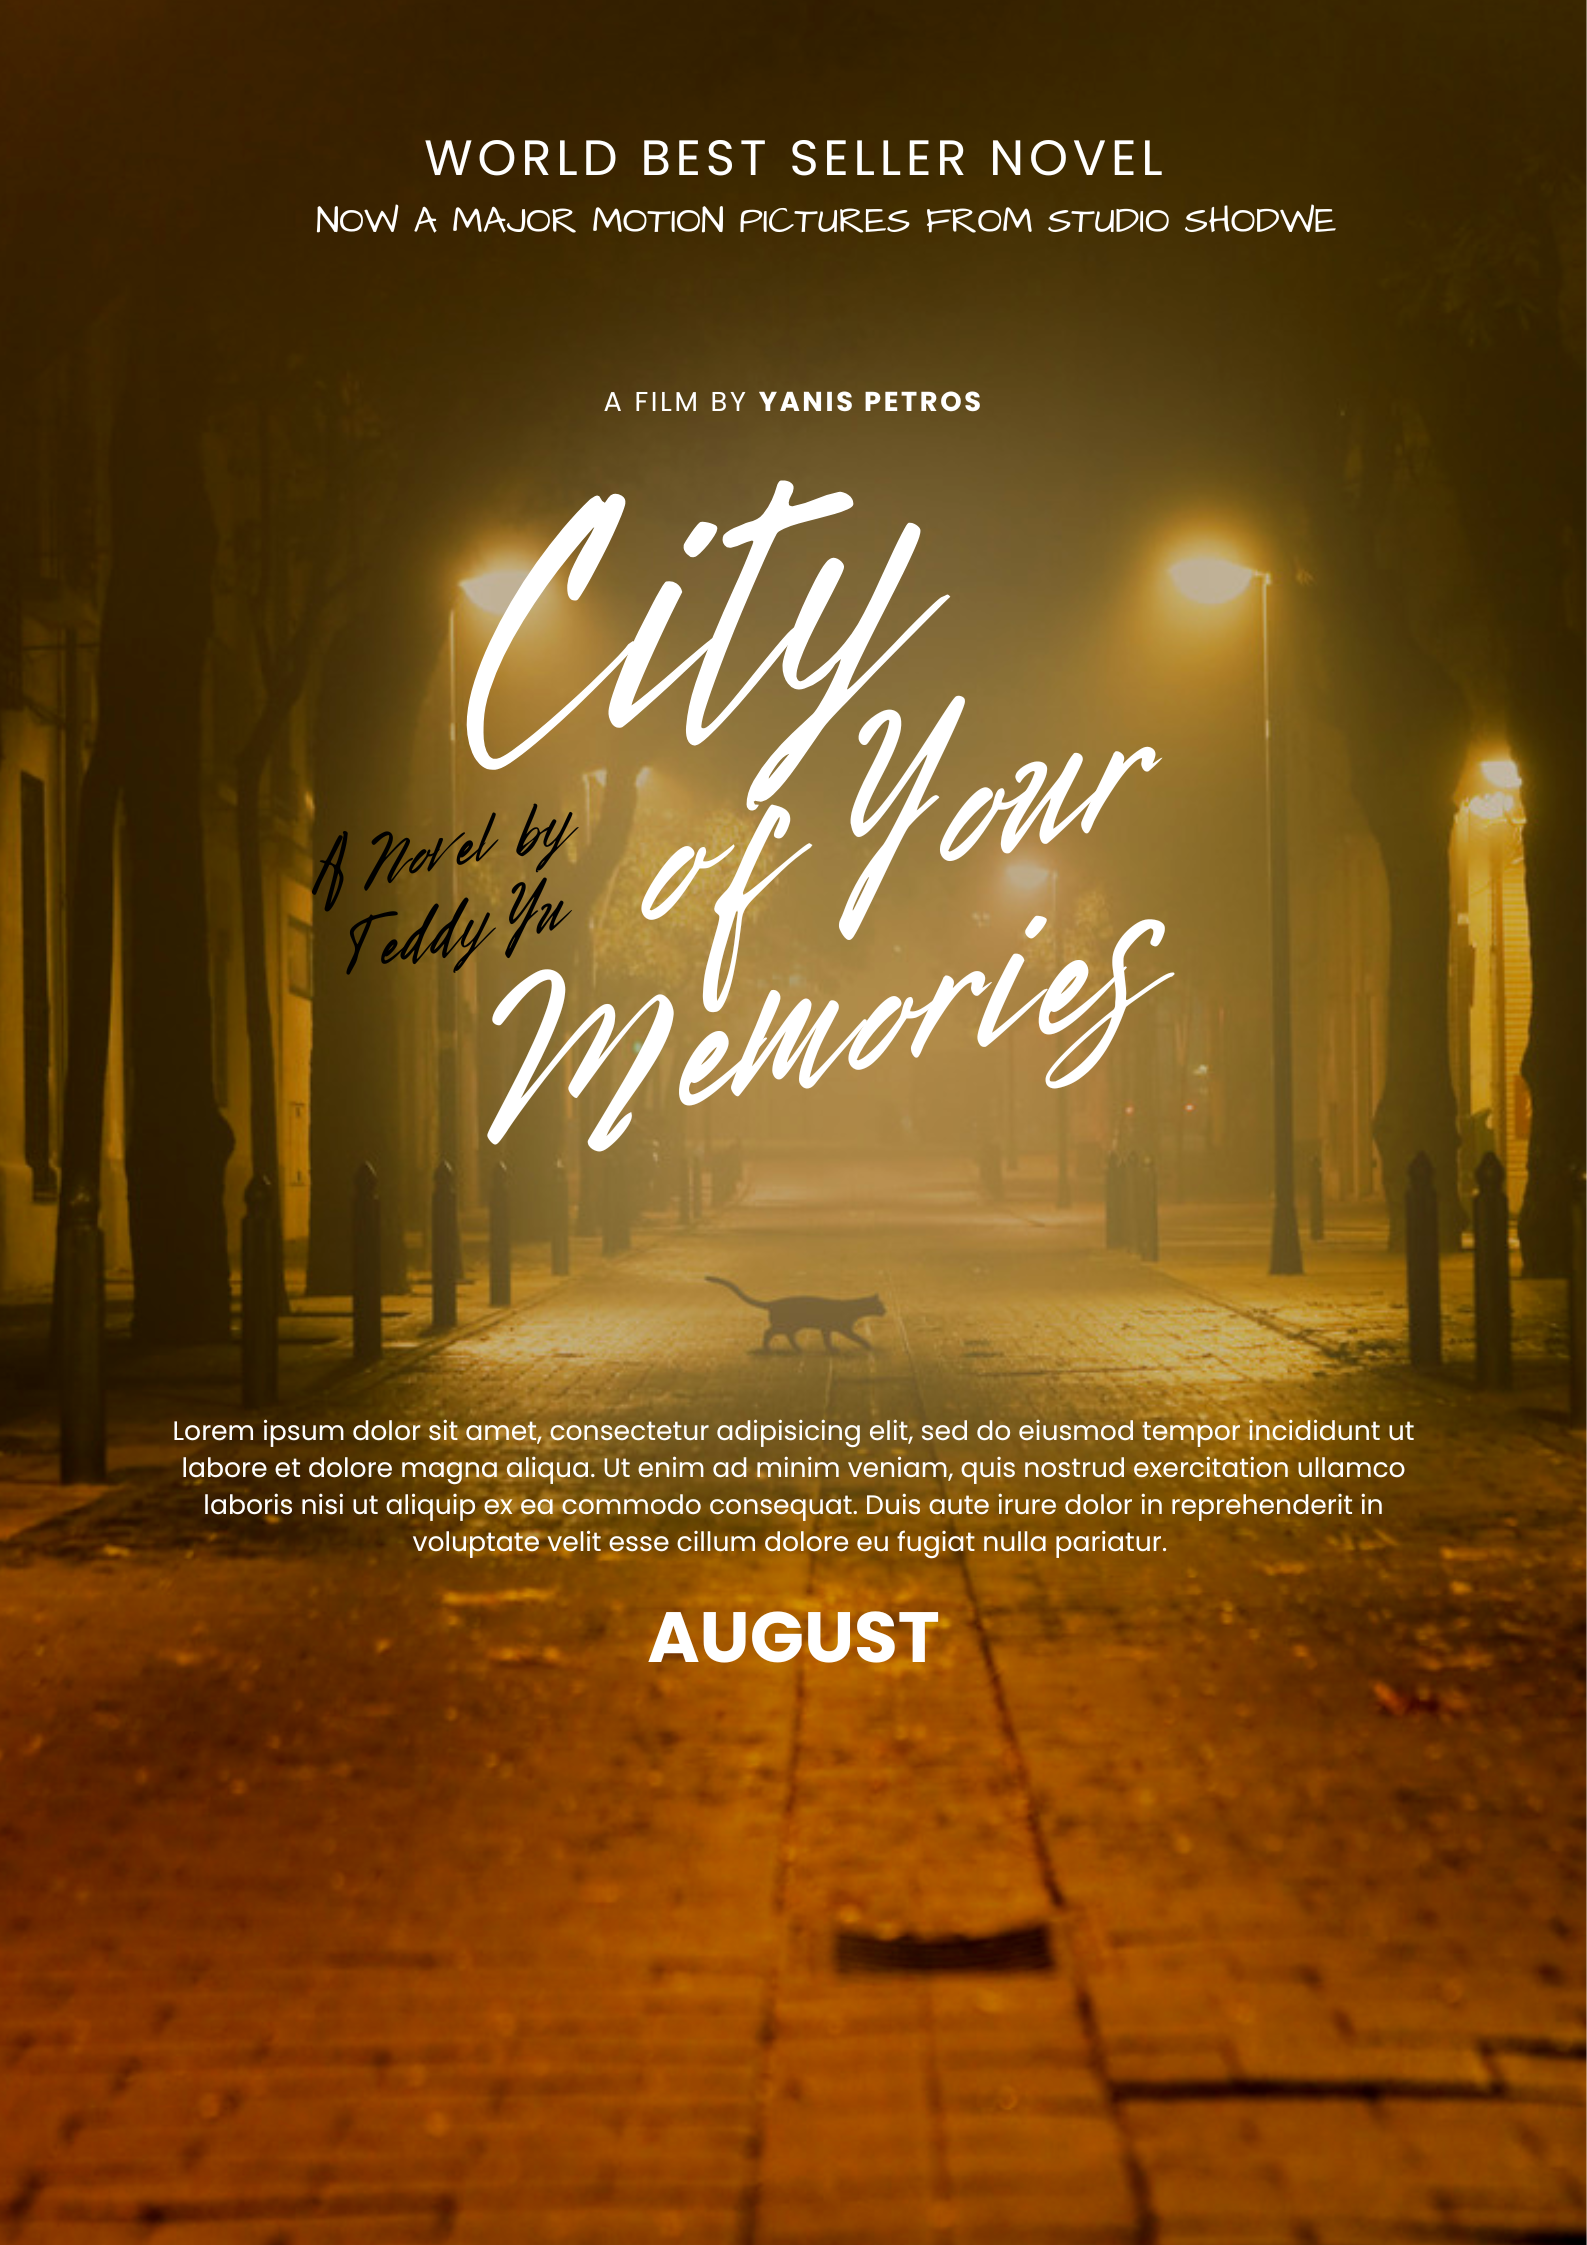 WORLD BEST SELLER NOVEL
NOW A MAJOR MOTION PICTURES FROM STUDIO SHODWE
A FILM BY YANIS PETROS
City
of Your
Memories
A Novel by
Teddy Yu
Lorem ipsum dolor sit amet, consectetur adipisicing elit, sed do eiusmod tempor incididunt ut
labore et dolore magna aliqua. Ut enim ad minim veniam, quis nostrud exercitation ullamco
laboris nisi ut aliquip ex ea commodo consequat. Duis aute irure dolor in reprehenderit in
voluptate velit esse cillum dolore eu fugiat nulla pariatur.
AUGUST